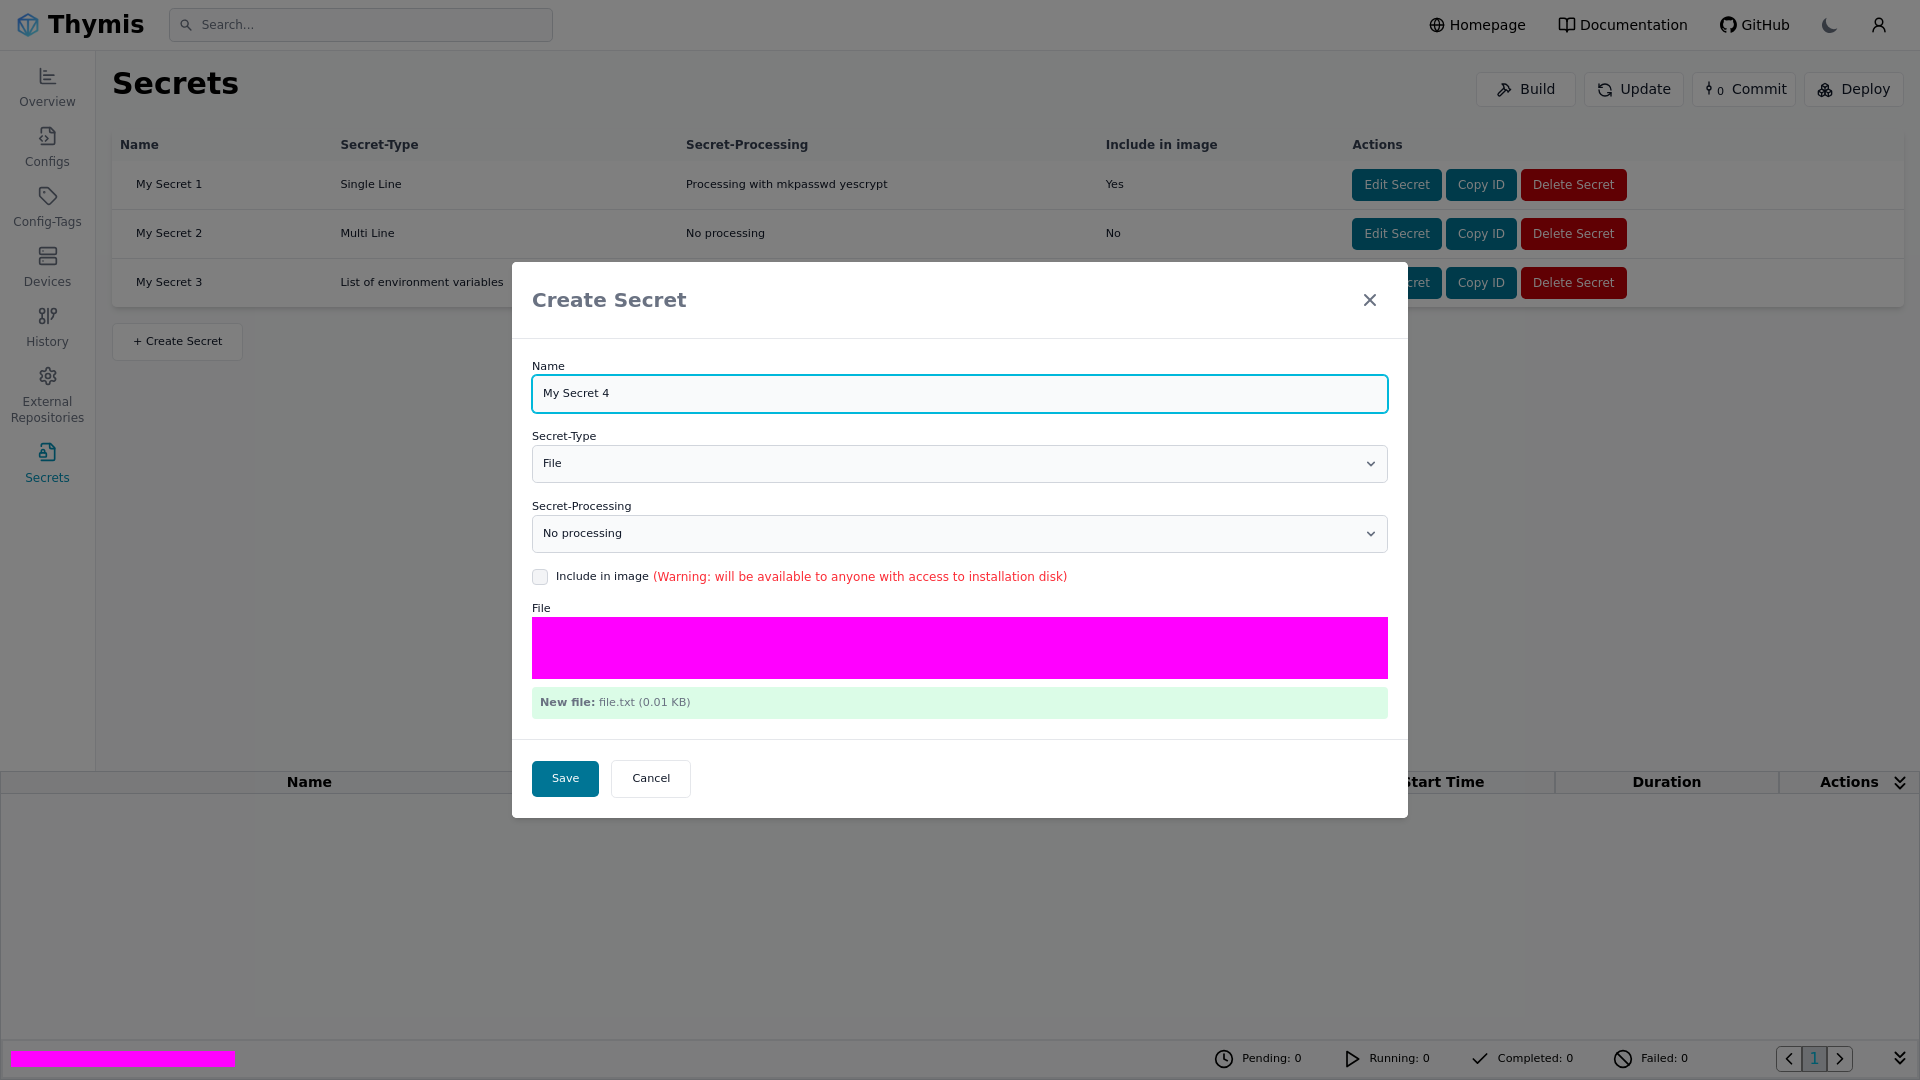 Thymis
Search...
Homepage
Documentation
GitHub
Overview
Configs
Config-Tags
Devices
History
External
Repositories
Secrets
Secrets
Build
Update
0 Commit
Deploy
Name Secret-Type Secret-Processing Include in image Actions
My Secret 1 Single Line Processing with mkpasswd yescrypt Yes Edit Secret Copy ID Delete Secret
My Secret 2 Multi Line No processing No Edit Secret Copy ID Delete Secret
My Secret 3 List of environment variables cret Copy ID Delete Secret
+ Create Secret
Create Secret
Name
My Secret 4
Secret-Type
File
Secret-Processing
No processing
Include in image (Warning: will be available to anyone with access to installation disk)
File
New file: file.txt (0.01 KB)
Save
Cancel
Name Start Time Duration Actions
Pending: 0
Running: 0
Completed: 0
Failed: 0
1